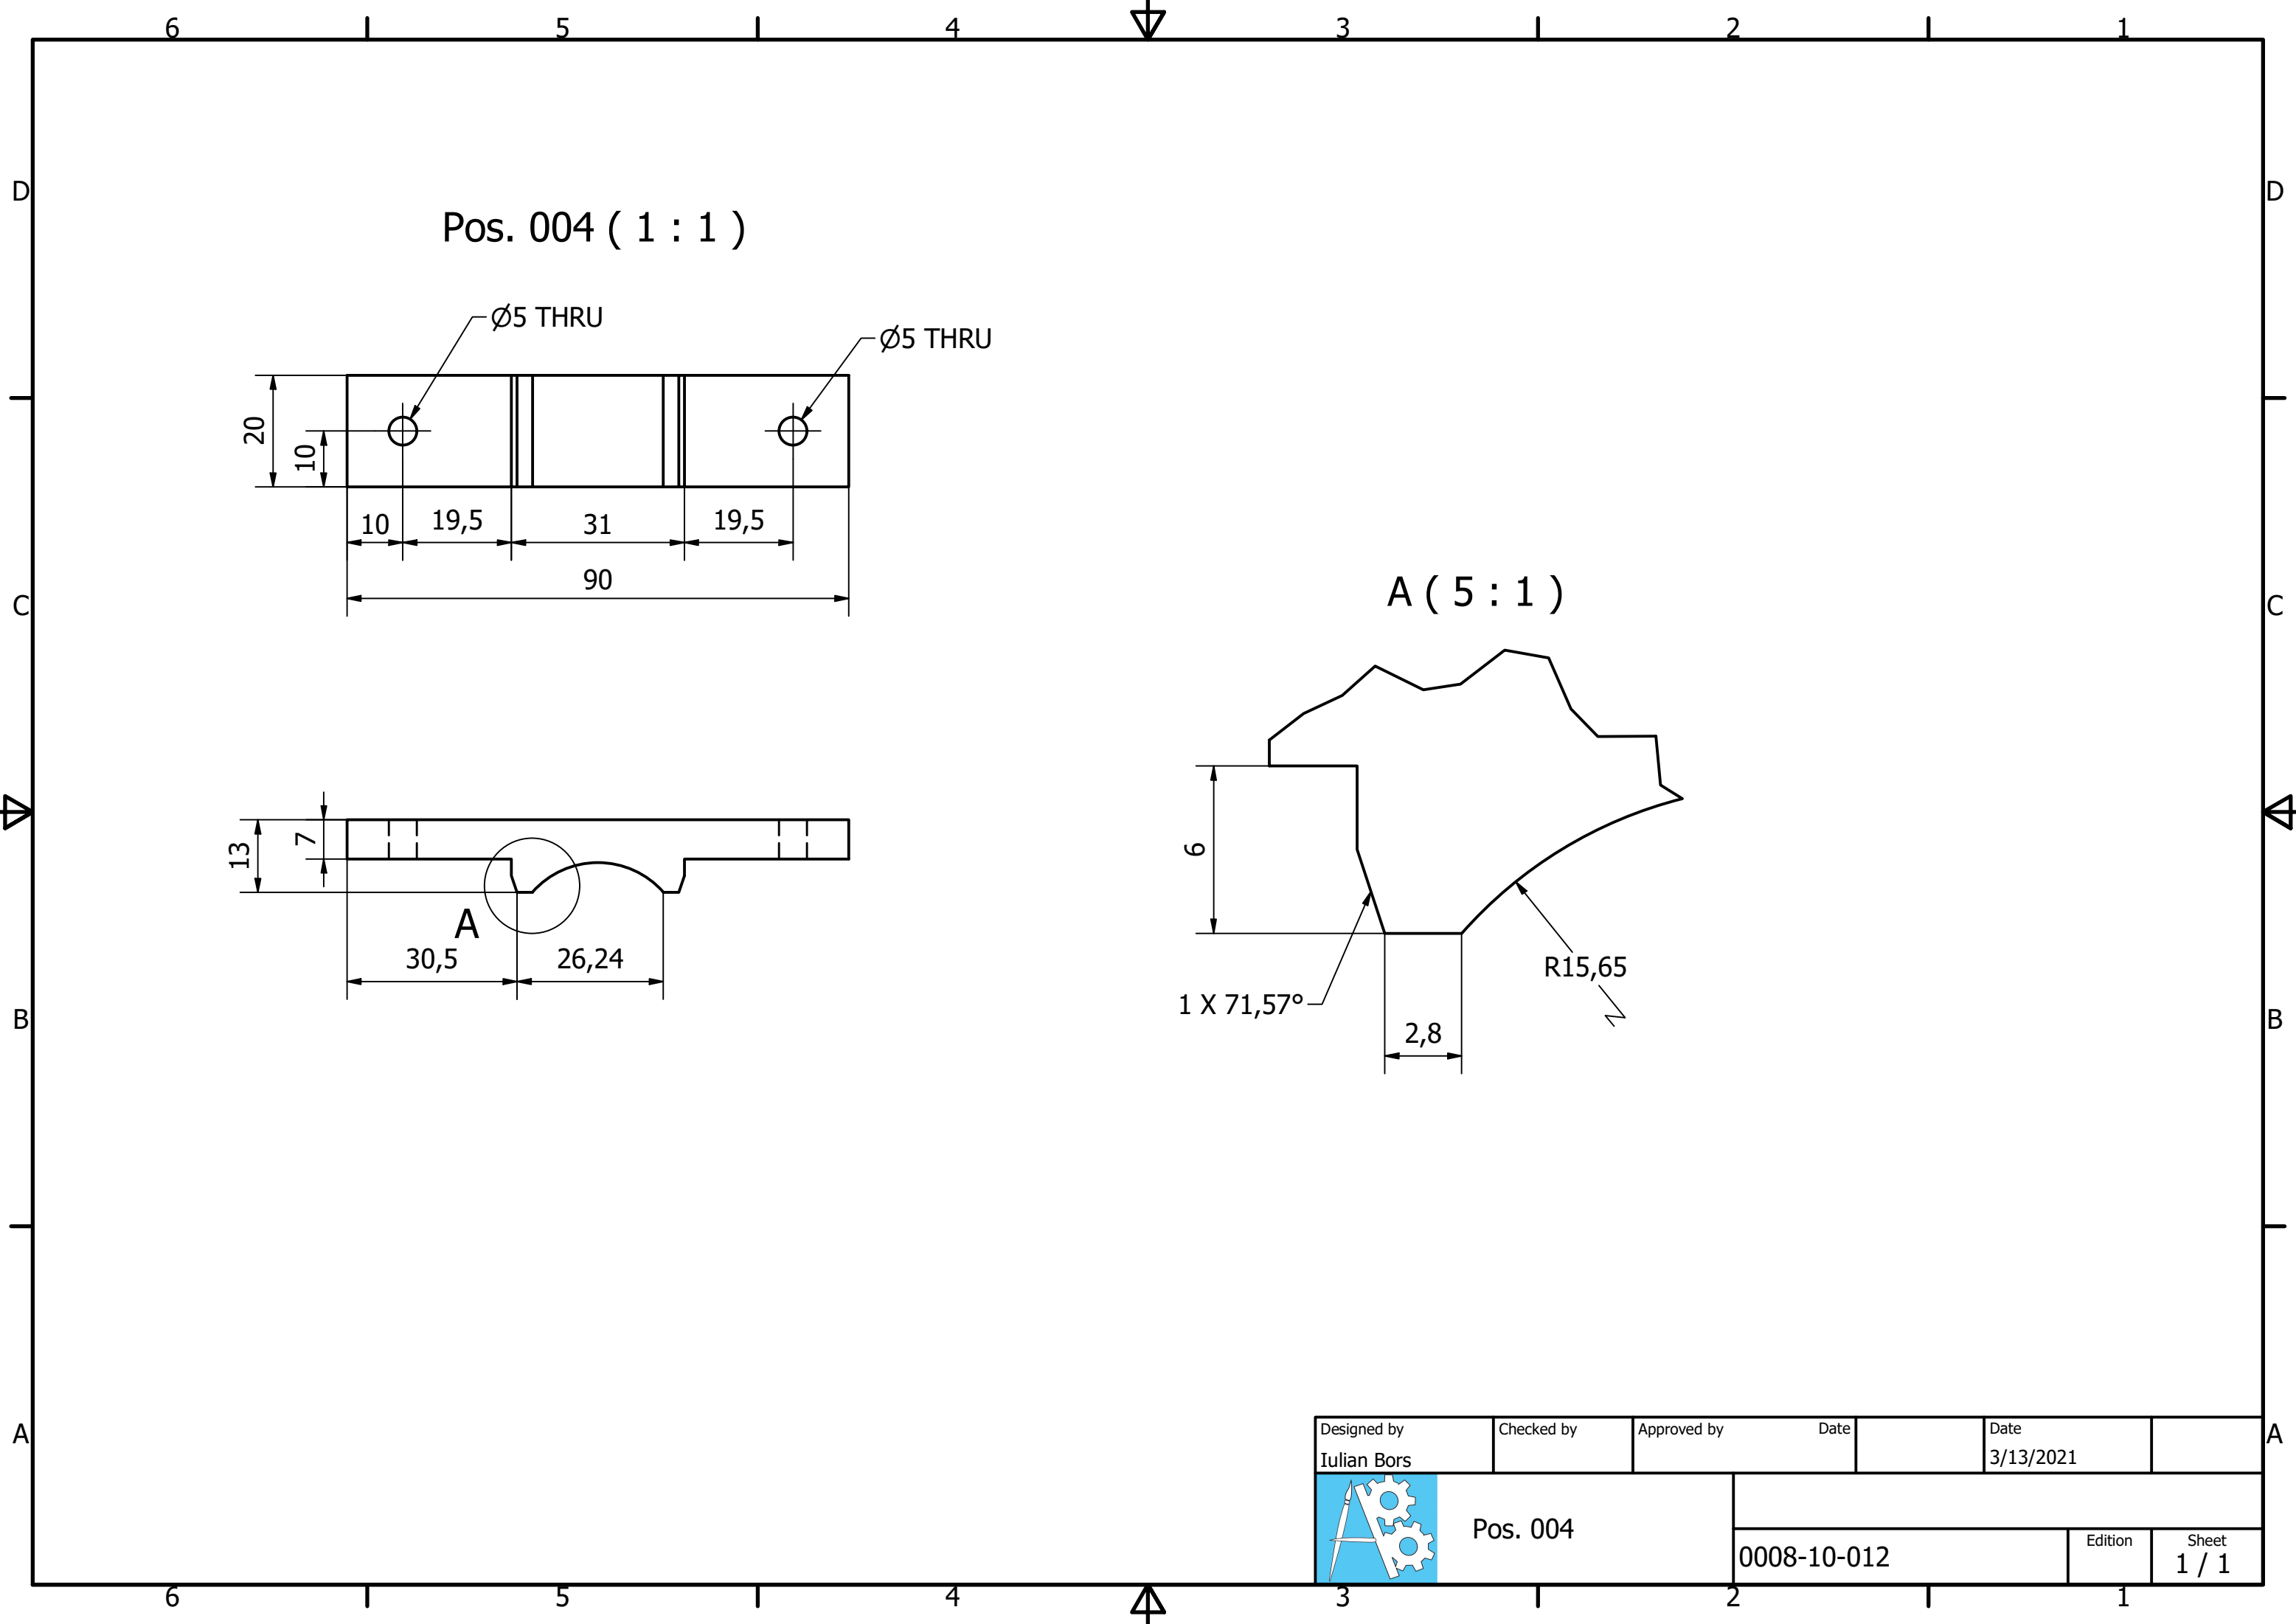 6 5 4 3 2 1
D D
Pos. 004 ( 1 : 1 )
Ø5 THRU
Ø5 THRU
20
10
10 19,5 31 19,5
90
C C
A ( 5 : 1 )
13
7
6
A
30,5 26,24
R15,65
1 X 71,57°
2,8
B B
A A
Designed by
Iulian Bors
Checked by
Approved by Date
Date
3/13/2021
Pos. 004
0008-10-012
Edition
Sheet
1 / 1
6 5 4 3 2 1